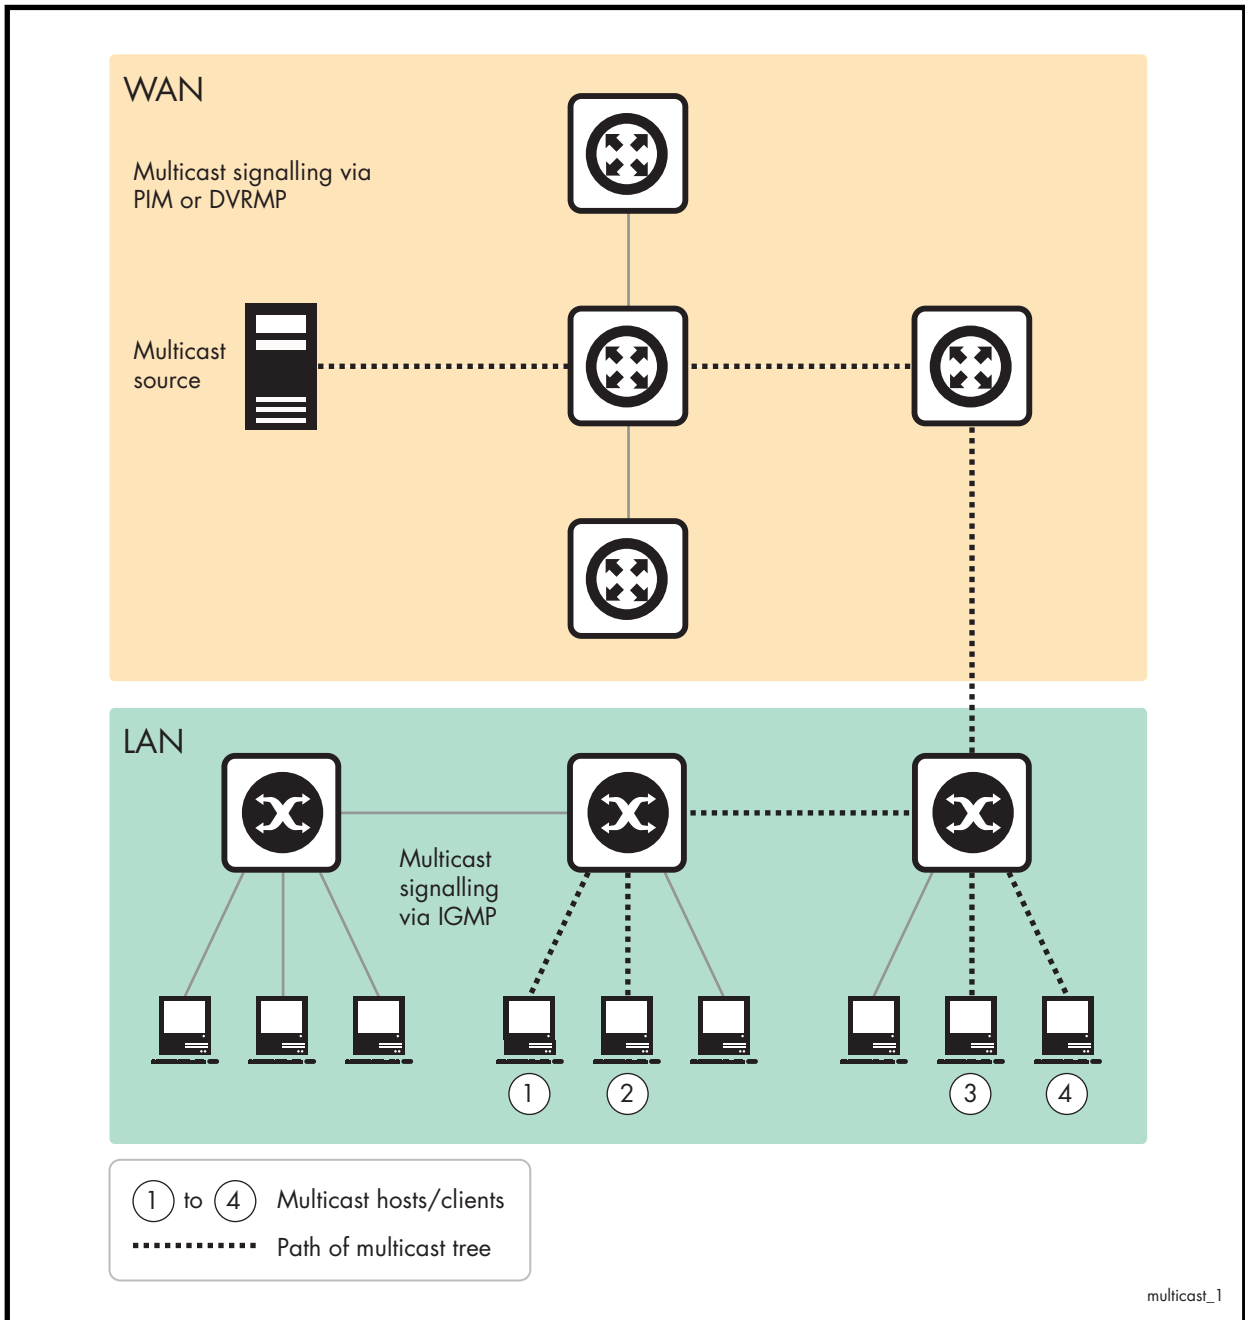 WAN
Multicast signalling via
PIM or DVRMP
Multicast
source
LAN
Multicast
signalling
via IGMP
1
2
3
4
1 to 4 Multicast hosts/clients
Path of multicast tree
multicast_1